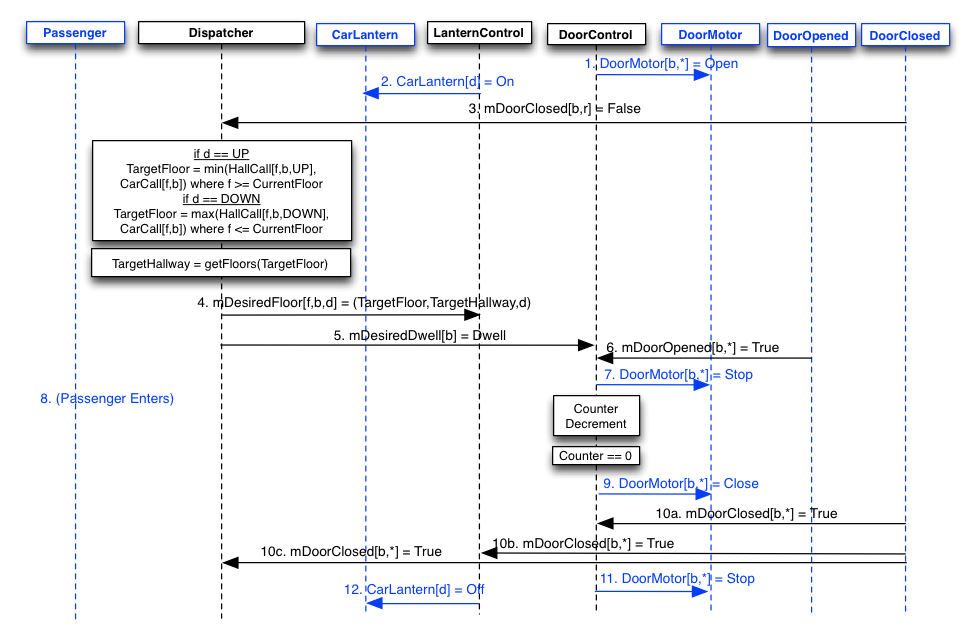 Passenger
Dispatcher
CarLantern
LanternControl
DoorControl
DoorMotor
DoorOpened
DoorClosed
1. DoorMotor[b,*] = Open
2. CarLantern[d] = On
3. mDoorClosed[b,r] = False
if d == UP
TargetFloor = min(HallCall[f,b,UP],
CarCall[f,b]) where f >= CurrentFloor
if d == DOWN
TargetFloor = max(HallCall[f,b,DOWN],
CarCall[f,b]) where f <= CurrentFloor
TargetHallway = getFloors(TargetFloor)
4. mDesiredFloor[f,b,d] = (TargetFloor,TargetHallway,d)
5. mDesiredDwell[b] = Dwell
6. mDoorOpened[b,*] = True
7. DoorMotor[b,*] = Stop
8. (Passenger Enters)
Counter
Decrement
Counter == 0
9. DoorMotor[b,*] = Close
10a. mDoorClosed[b,*] = True
10b. mDoorClosed[b,*] = True
10c. mDoorClosed[b,*] = True
11. DoorMotor[b,*] = Stop
12. CarLantern[d] = Off